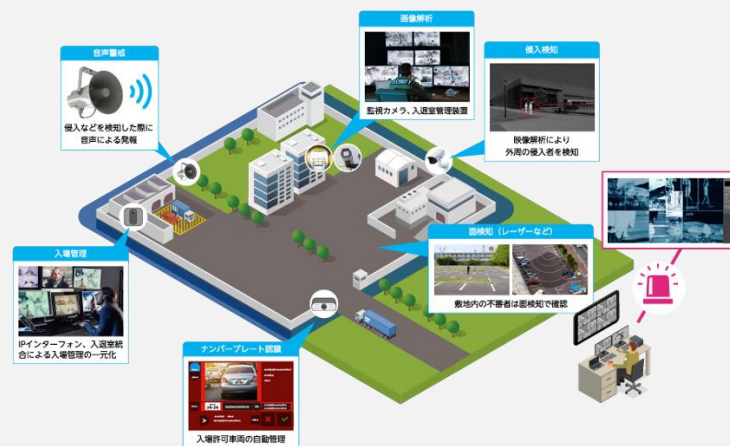 画像解析
監視カメラ、入退室管理装置
音声警戒
侵入などを検知した際に
音声による発報
侵入検知
映像解析により
外周の侵入者を検知
面検知（レーザーなど）
敷地内の不審者は面検知で確認
入場管理
IPインターフォン、入退室統
合による入場管理の一元化
ナンバープレート認識
入場許可車両の自動管理